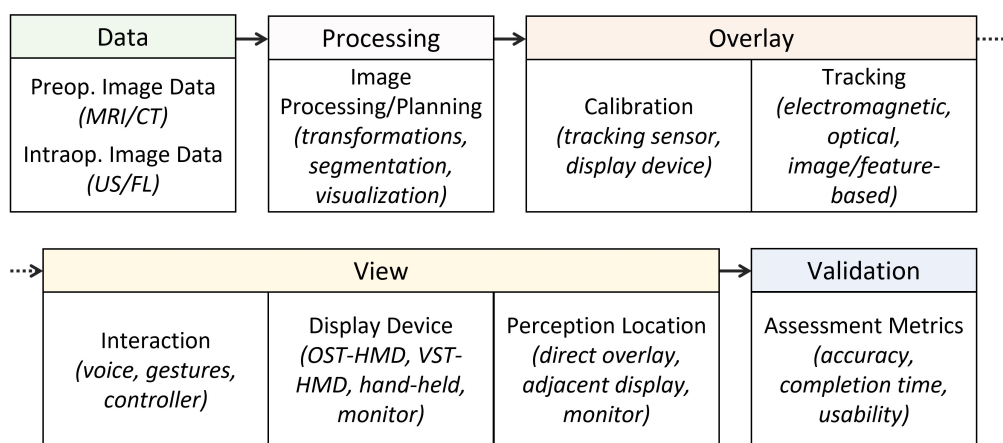 Data
Processing
Overlay
Preop. Image Data
(MRI/CT)
Intraop. Image Data
(US/FL)
Image
Processing/Planning
(transformations,
segmentation,
visualization)
Calibration
(tracking sensor,
display device)
Tracking
(electromagnetic,
optical,
image/feature-
based)
View
Validation
Interaction
(voice, gestures,
controller)
Display Device
(OST-HMD, VST-
HMD, hand-held,
monitor)
Perception Location
(direct overlay,
adjacent display,
monitor)
Assessment Metrics
(accuracy,
completion time,
usability)